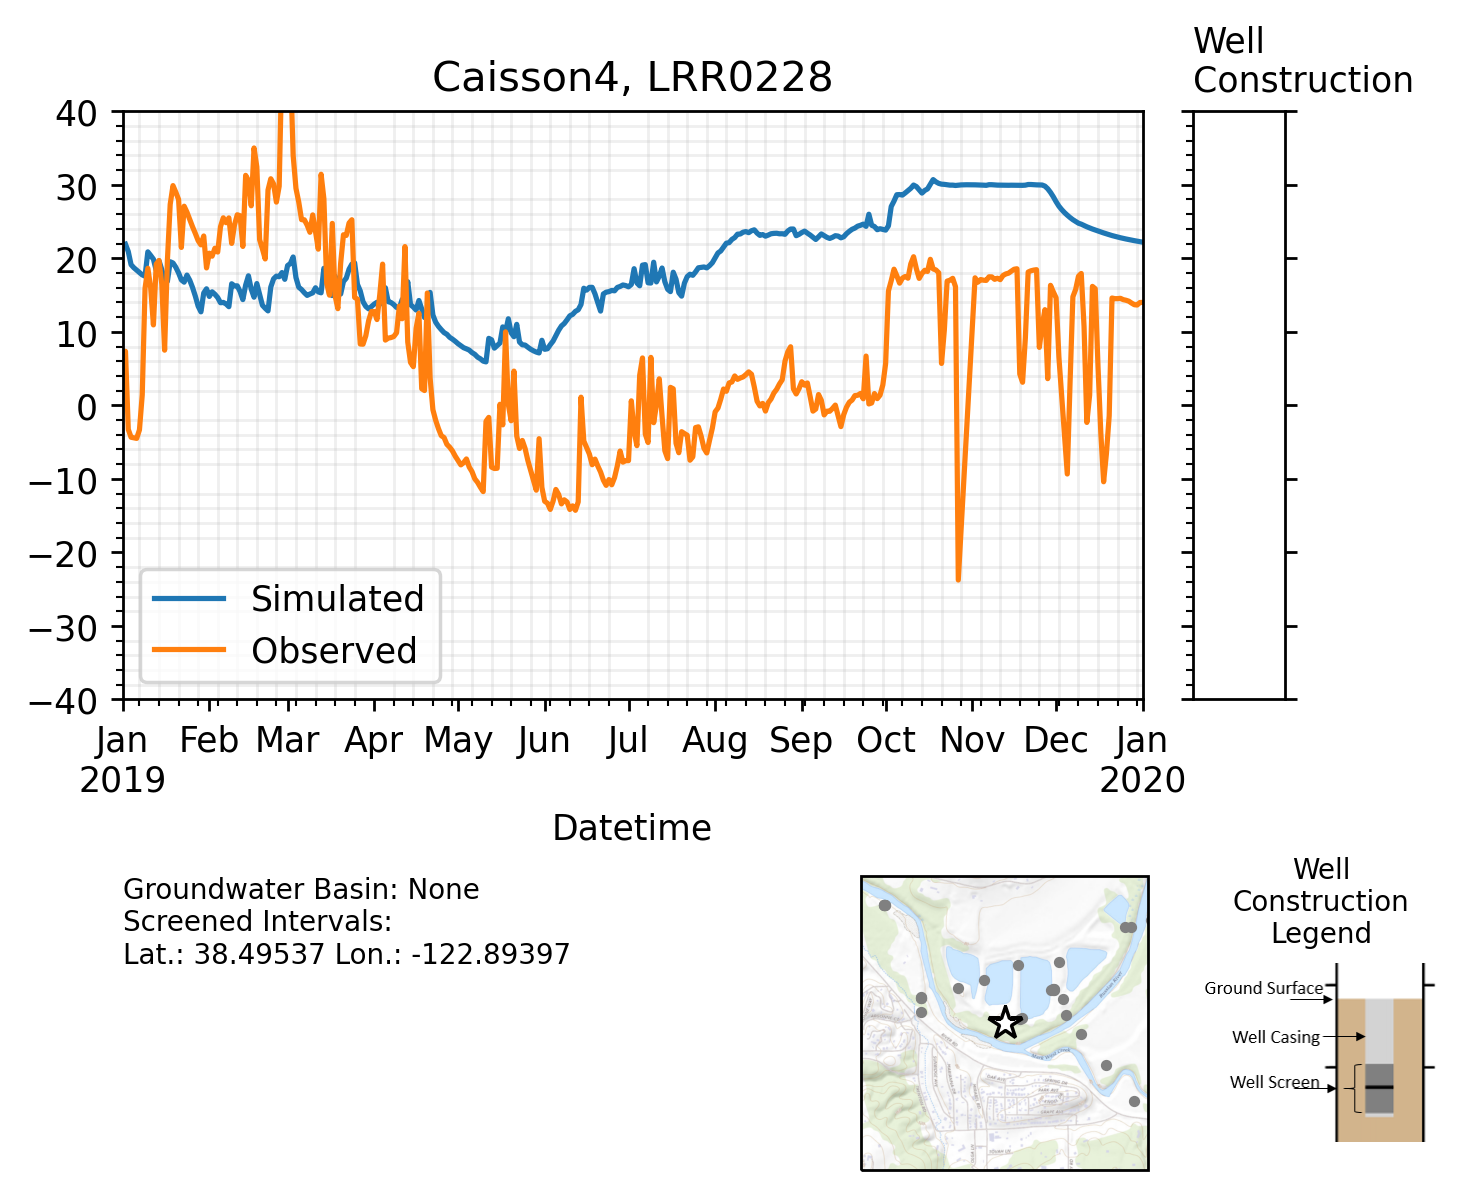 Caisson4, LRR0228
Well
Construction
40
30
20
10
0
−10
−20
−30
−40
Simulated
Observed
Jan
2019
Feb
Mar
Apr
May
Jun
Jul
Aug
Sep
Oct
Nov
Dec
Jan
2020
Datetime
Groundwater Basin: None
Screened Intervals:
Lat.: 38.49537 Lon.: -122.89397
Well
Construction
Legend
Ground Surface
Well Casing
Well Screen